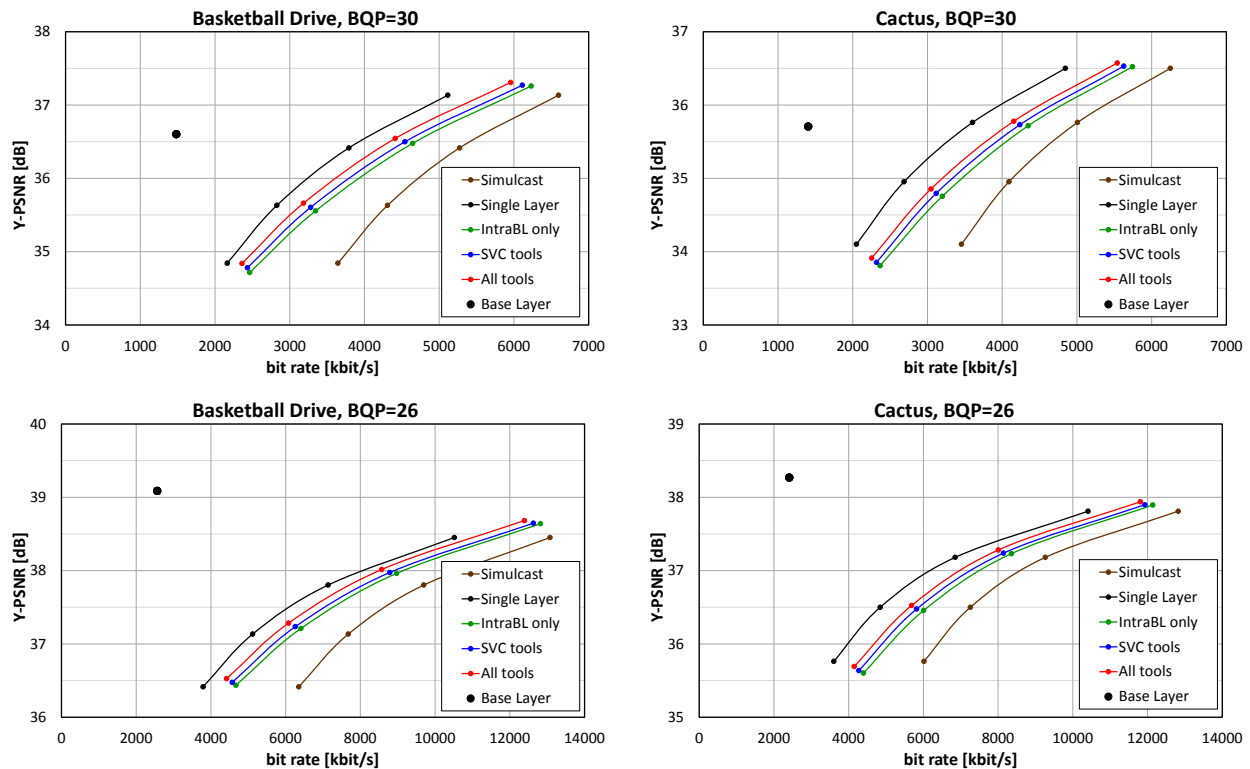 Basketball Drive, BQP=30
38
37
36
35
34
Y-PSNR [dB]
0 1000 2000 3000 4000 5000 6000 7000
bit rate [kbit/s]
Simulcast
Single Layer
IntraBL only
SVC tools
All tools
Base Layer
Cactus, BQP=30
37
36
35
34
33
Y-PSNR [dB]
0 1000 2000 3000 4000 5000 6000 7000
bit rate [kbit/s]
Simulcast
Single Layer
IntraBL only
SVC tools
All tools
Base Layer
Basketball Drive, BQP=26
40
39
38
37
36
Y-PSNR [dB]
0 2000 4000 6000 8000 10000 12000 14000
bit rate [kbit/s]
Simulcast
Single Layer
IntraBL only
SVC tools
All tools
Base Layer
Cactus, BQP=26
39
38
37
36
35
Y-PSNR [dB]
0 2000 4000 6000 8000 10000 12000 14000
bit rate [kbit/s]
Simulcast
Single Layer
IntraBL only
SVC tools
All tools
Base Layer